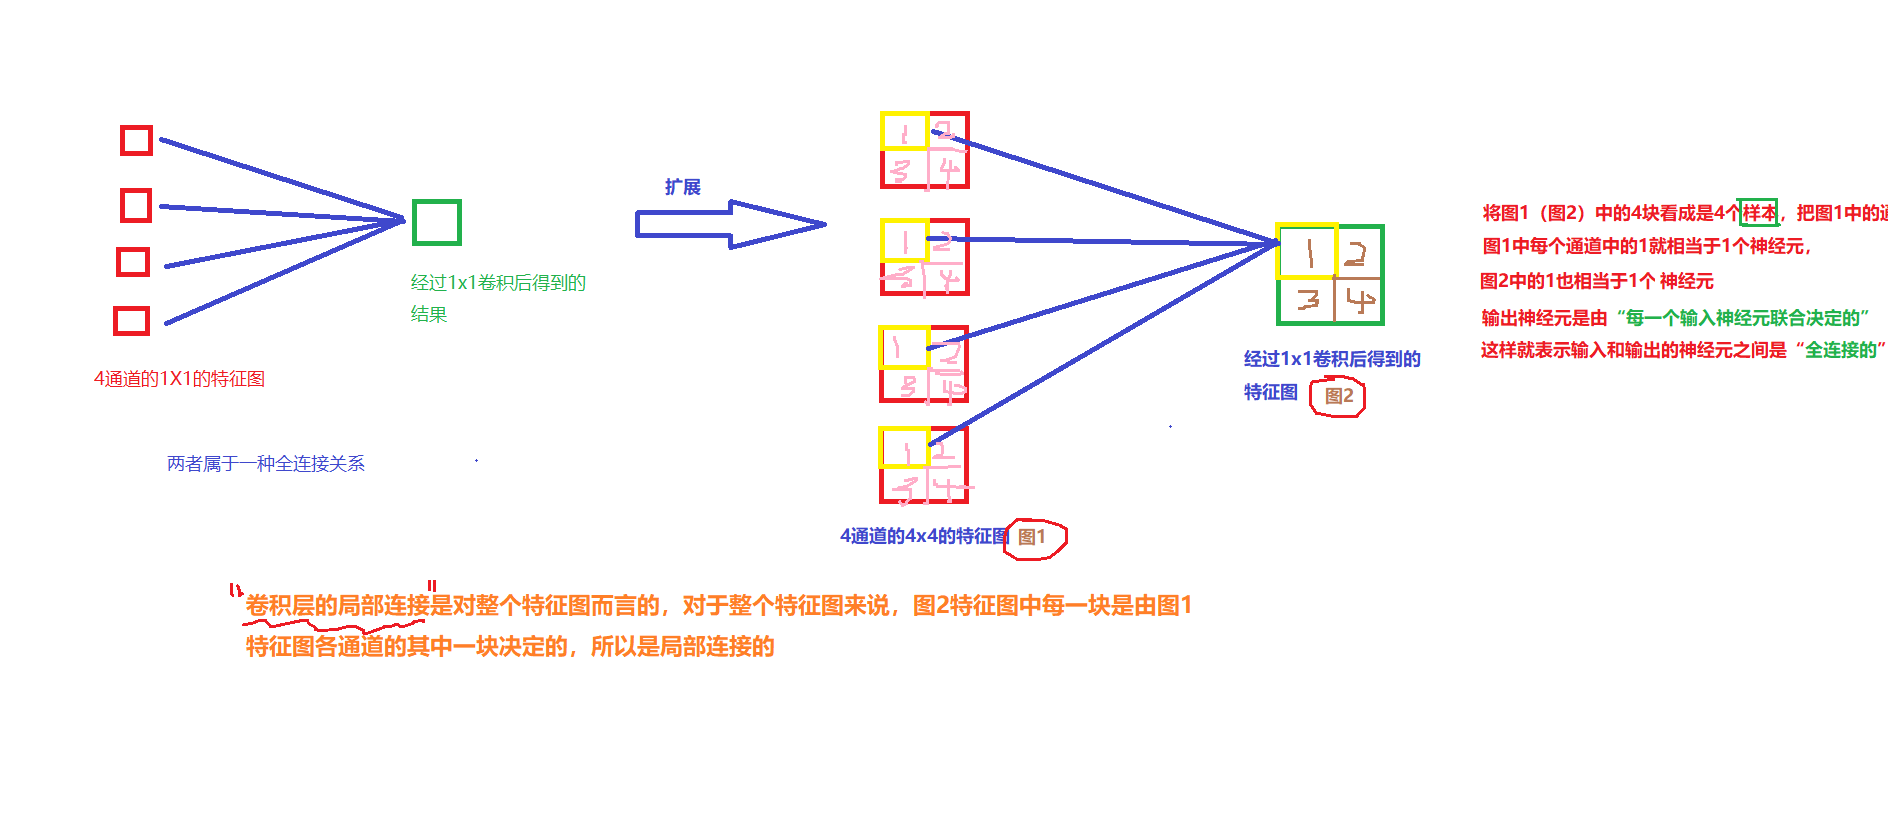 经过1x1卷积后得到的
结果
4通道的1X1的特征图
两者属于一种全连接关系
扩展
1 2
3 4
1 2
3 4
1 2
3 4
1 2
3 4
4通道的4x4的特征图 图1
1 2
3 4
经过1x1卷积后得到的
特征图 图2
将图1（图2）中的4块看成是4个样本，把图1中的通
图1中每个通道中的1就相当于1个神经元，
图2中的1也相当于1个 神经元
输出神经元是由“每一个输入神经元联合决定的”
这样就表示输入和输出的神经元之间是“全连接的”
"卷积层的局部连接"是对整个特征图而言的，对于整个特征图来说，图2特征图中每一块是由图1
特征图各通道的其中一块决定的，所以是局部连接的